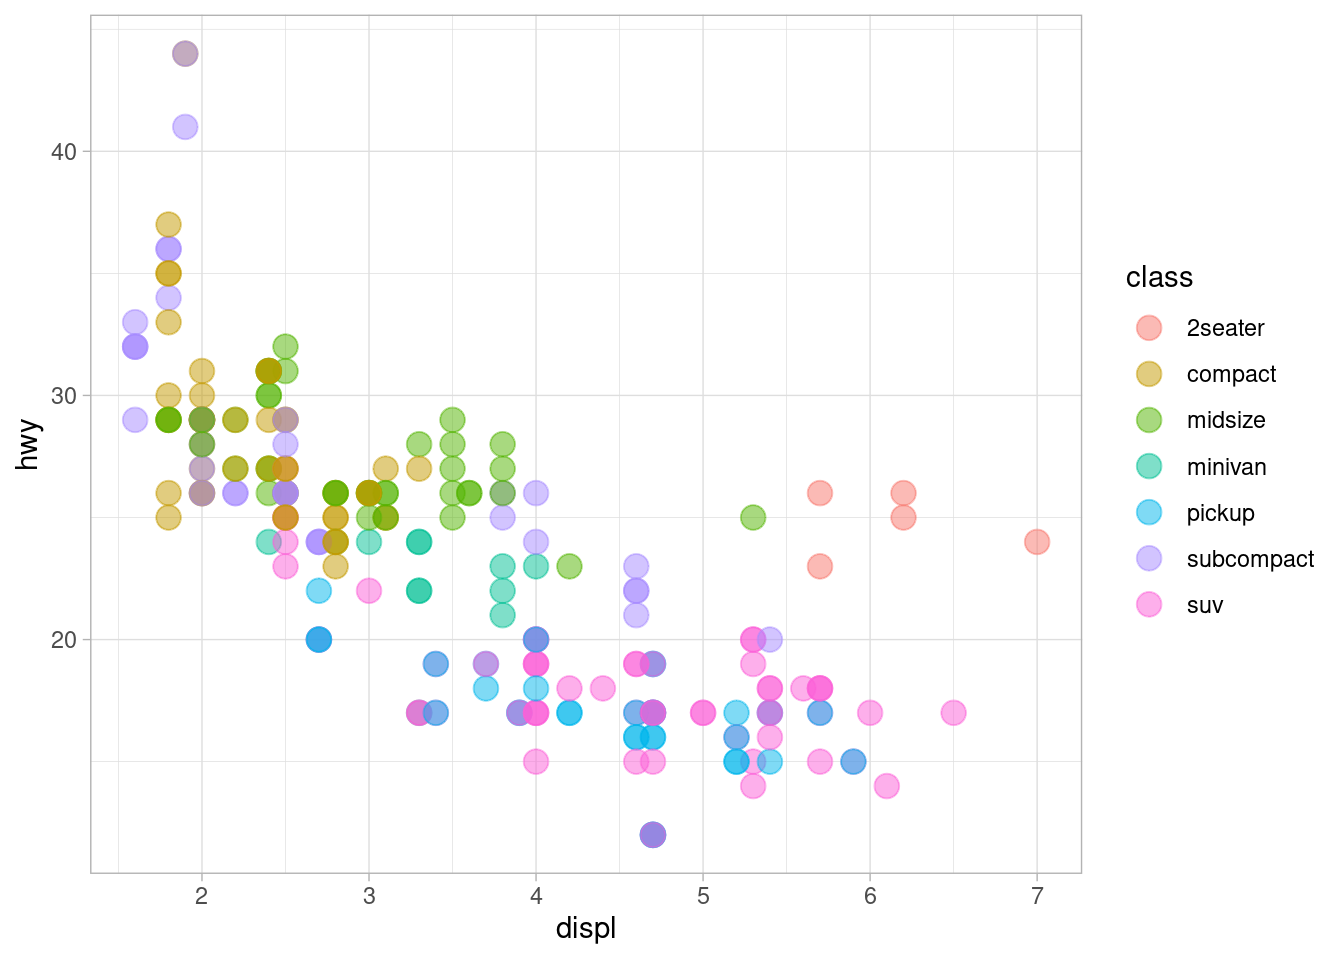 40
30
20
hwy
2 3 4 5 6 7
displ
class
2seater
compact
midsize
minivan
pickup
subcompact
suv